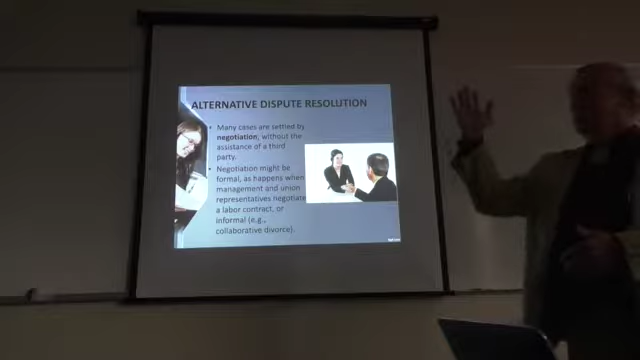 ALTERNATIVE DISPUTE RESOLUTION
• Many cases are settled by
negotiation, without the
assistance of a third
party.
• Negotiation might be
formal, as happens when
management and union
representatives negotiate
a labor contract, or
informal (e.g.,
collaborative divorce).